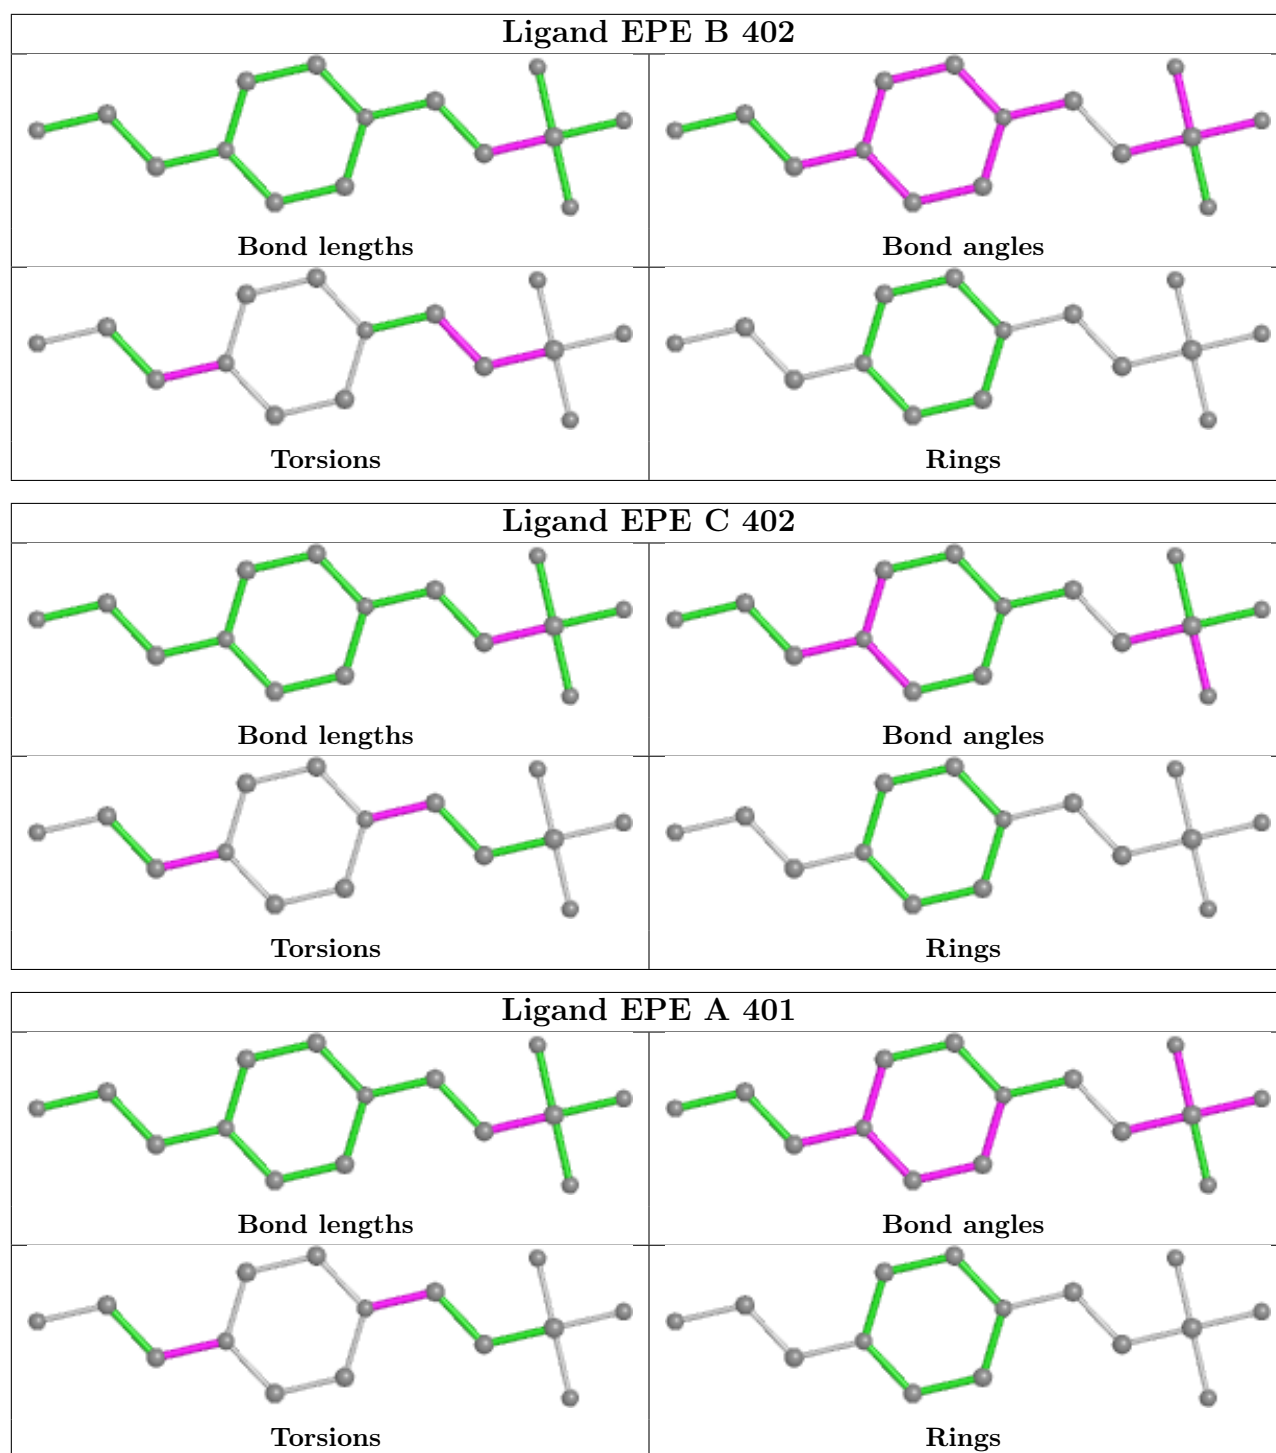 Ligand EPE B 402
Bond lengths
Bond angles
Torsions
Rings
Ligand EPE C 402
Bond lengths
Bond angles
Torsions
Rings
Ligand EPE A 401
Bond lengths
Bond angles
Torsions
Rings